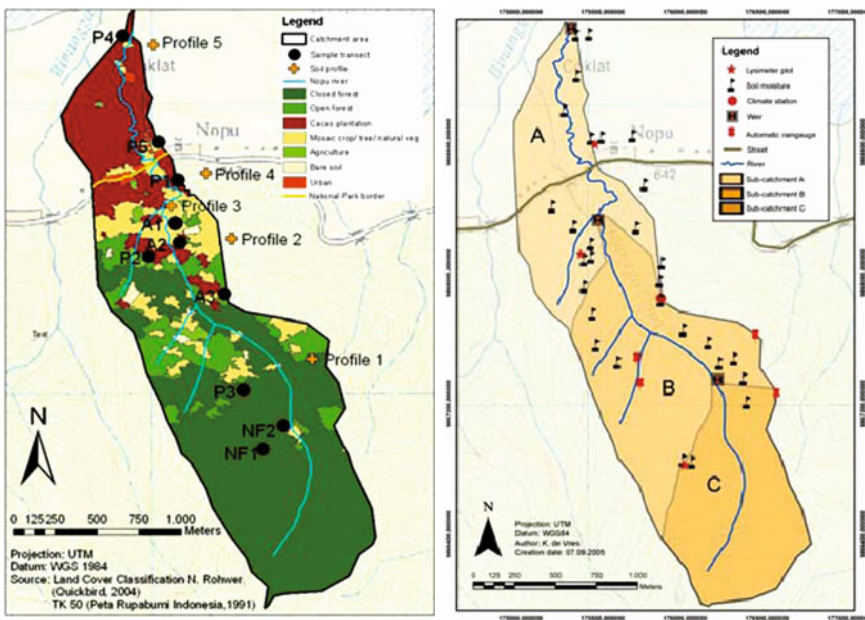 P4
Profile 5
Coklat
P5
Nopu
P1
Profile 4
Profile 3
A1
A2
Profile 2
P2
A3
Profile 1
P3
NF2
NF1
N
0 125 250 500 750 1.000
Meters
Projection: UTM
Datum: WGS 1984
Source: Land Cover Classification N. Rohwer
(Quickbird, 2004)
TK 50 (Peta Rupabumi Indonesia,1991)
Legend
Catchment area
Sample transect
Soil profile
Nopu river
Closed forest
Open forest
Cacao plantation
Mosaic crop/ tree/ natural veg
Agriculture
Bare soil
Urban
National Park border
A
Nopu
642
B
C
Legend
Lysimeter plot
Soil moisture
Climate station
Weir
Automatic raingauge
Street
River
Sub-catchment A
Sub-catchment B
Sub-catchment C
N
Projection: UTM
Datum: WGS84
Author: K. de Vries
Creation date: 07.09.2005
Meters